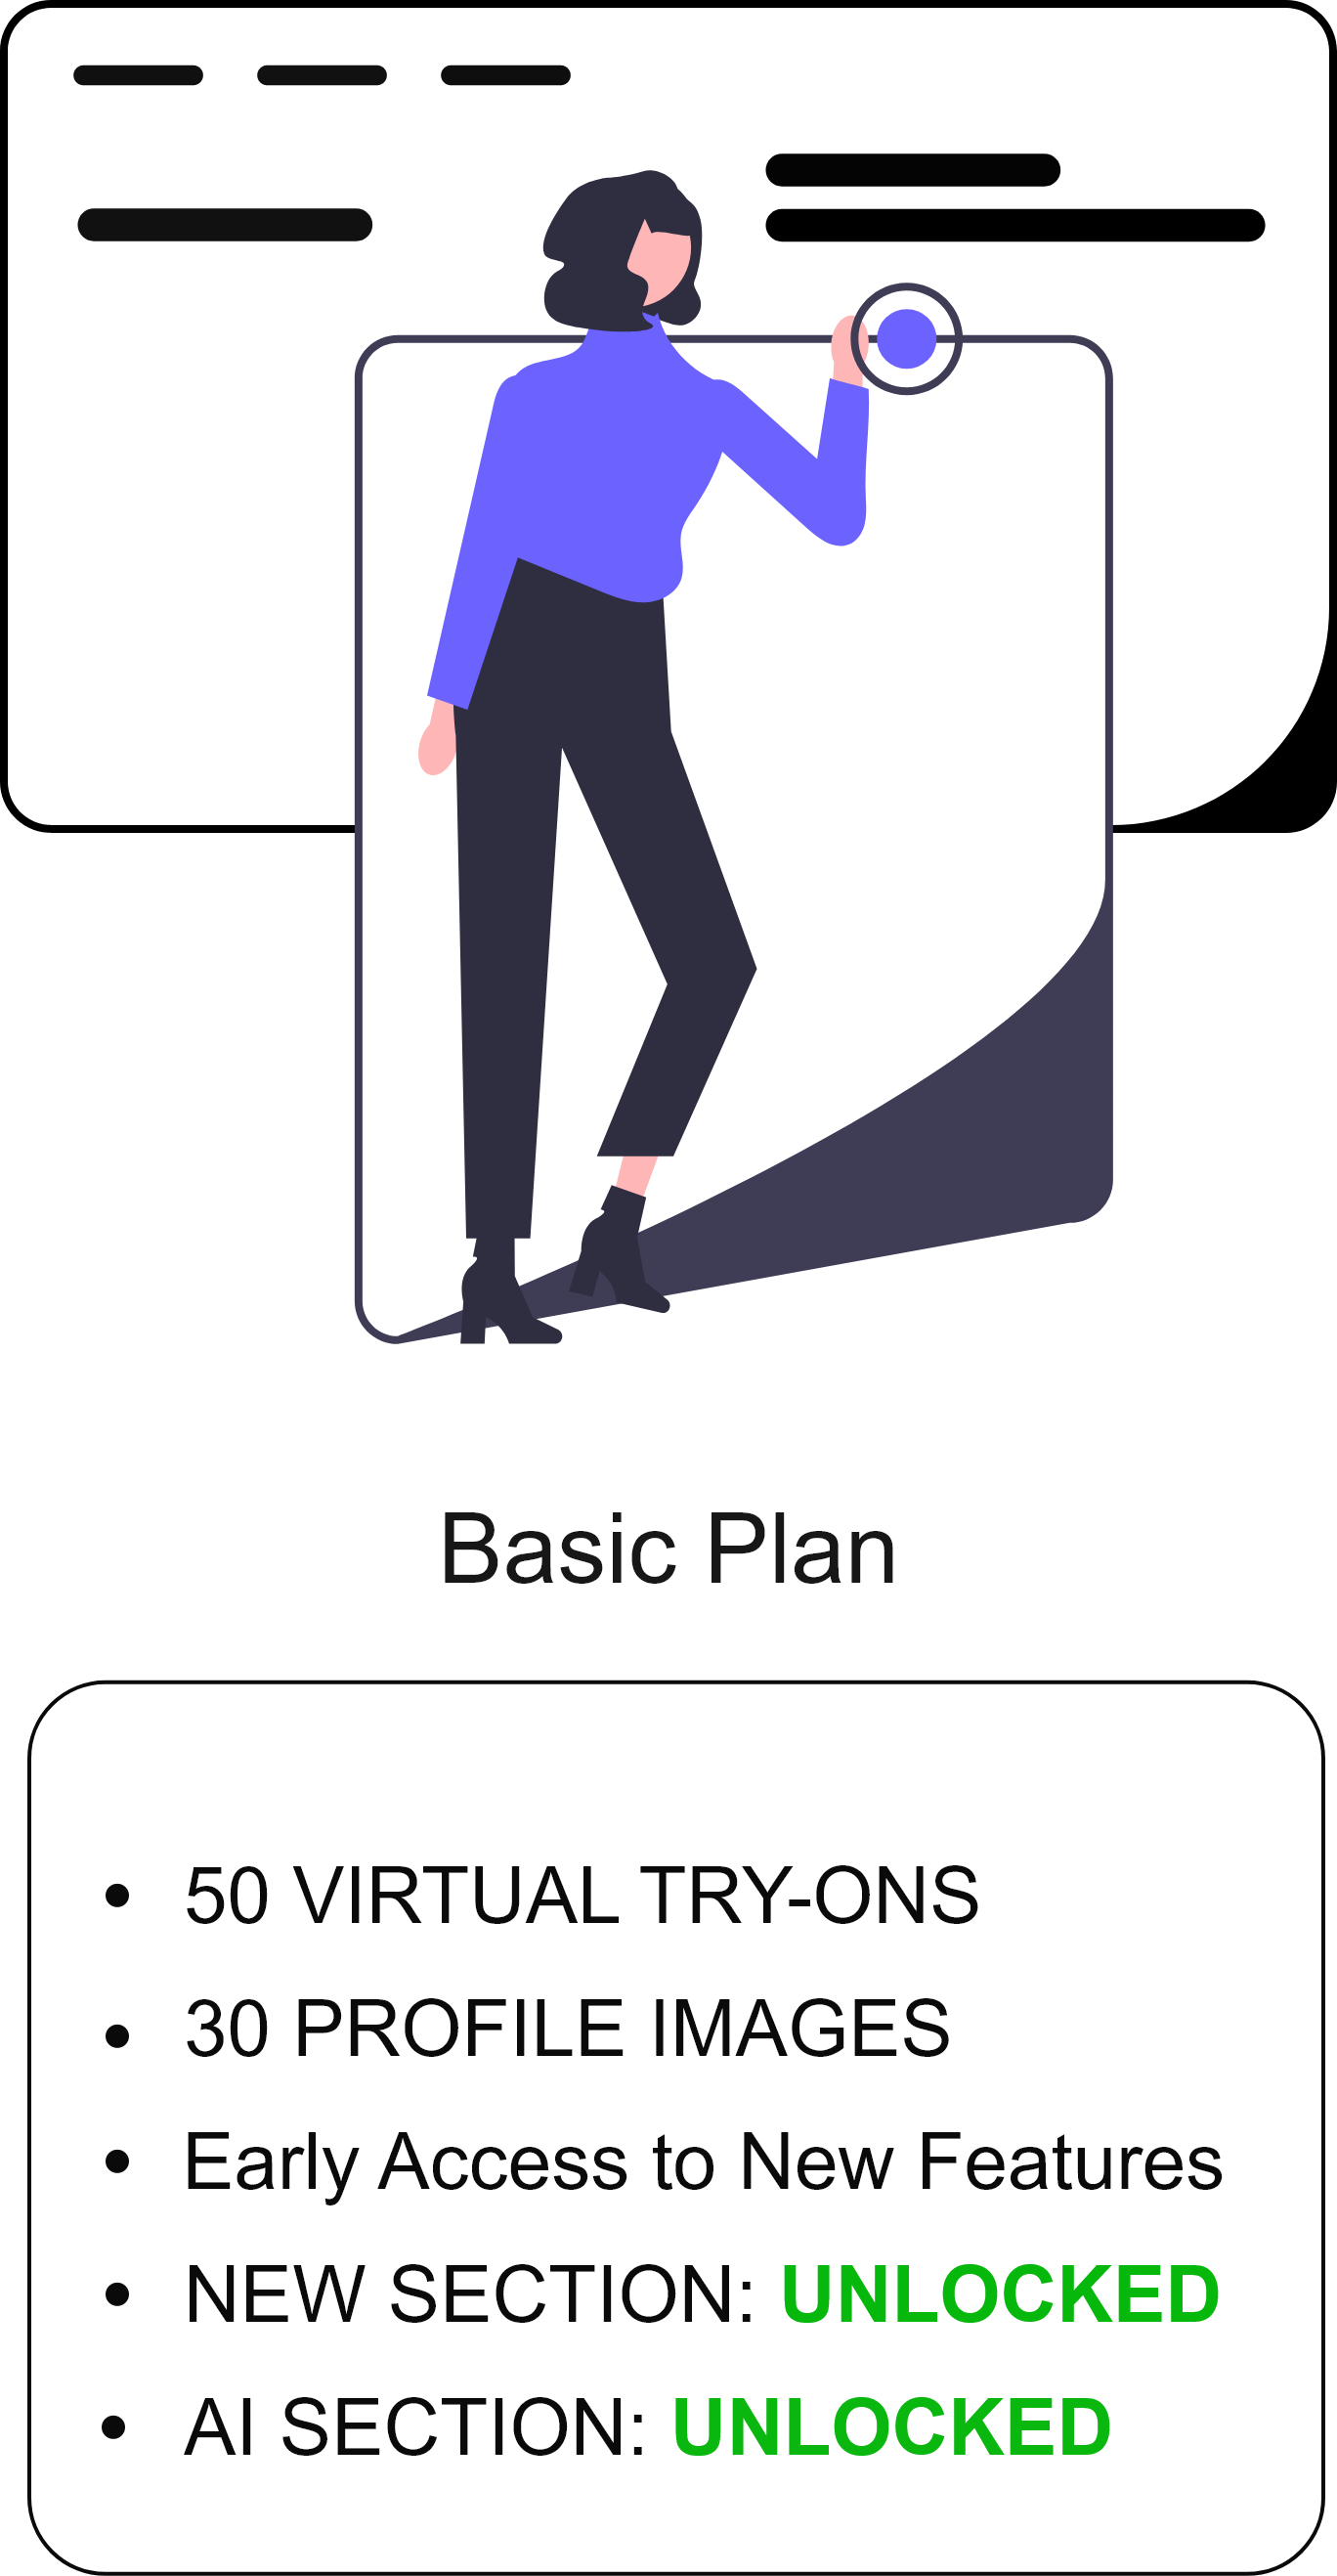 Basic Plan
• 50 VIRTUAL TRY-ONS
• 30 PROFILE IMAGES
• Early Access to New Features
• NEW SECTION: UNLOCKED
• AI SECTION: UNLOCKED